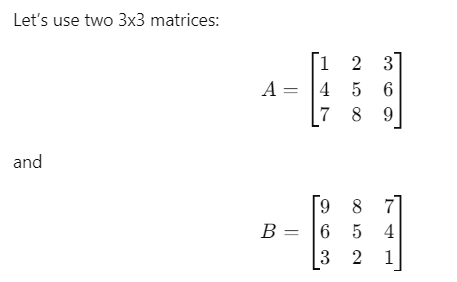 Let's use two 3x3 matrices:
A = [1 2 3
4 5 6
7 8 9]
and
B = [9 8 7
6 5 4
3 2 1]